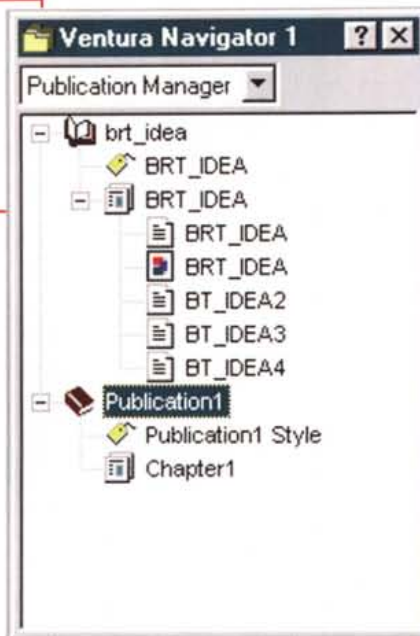 Ventura Navigator 1
Publication Manager
brt_idea
BRT_IDEA
BRT_IDEA
BRT_IDEA
BRT_IDEA
BT_IDEA2
BT_IDEA3
BT_IDEA4
Publication1
Publication1 Style
Chapter1